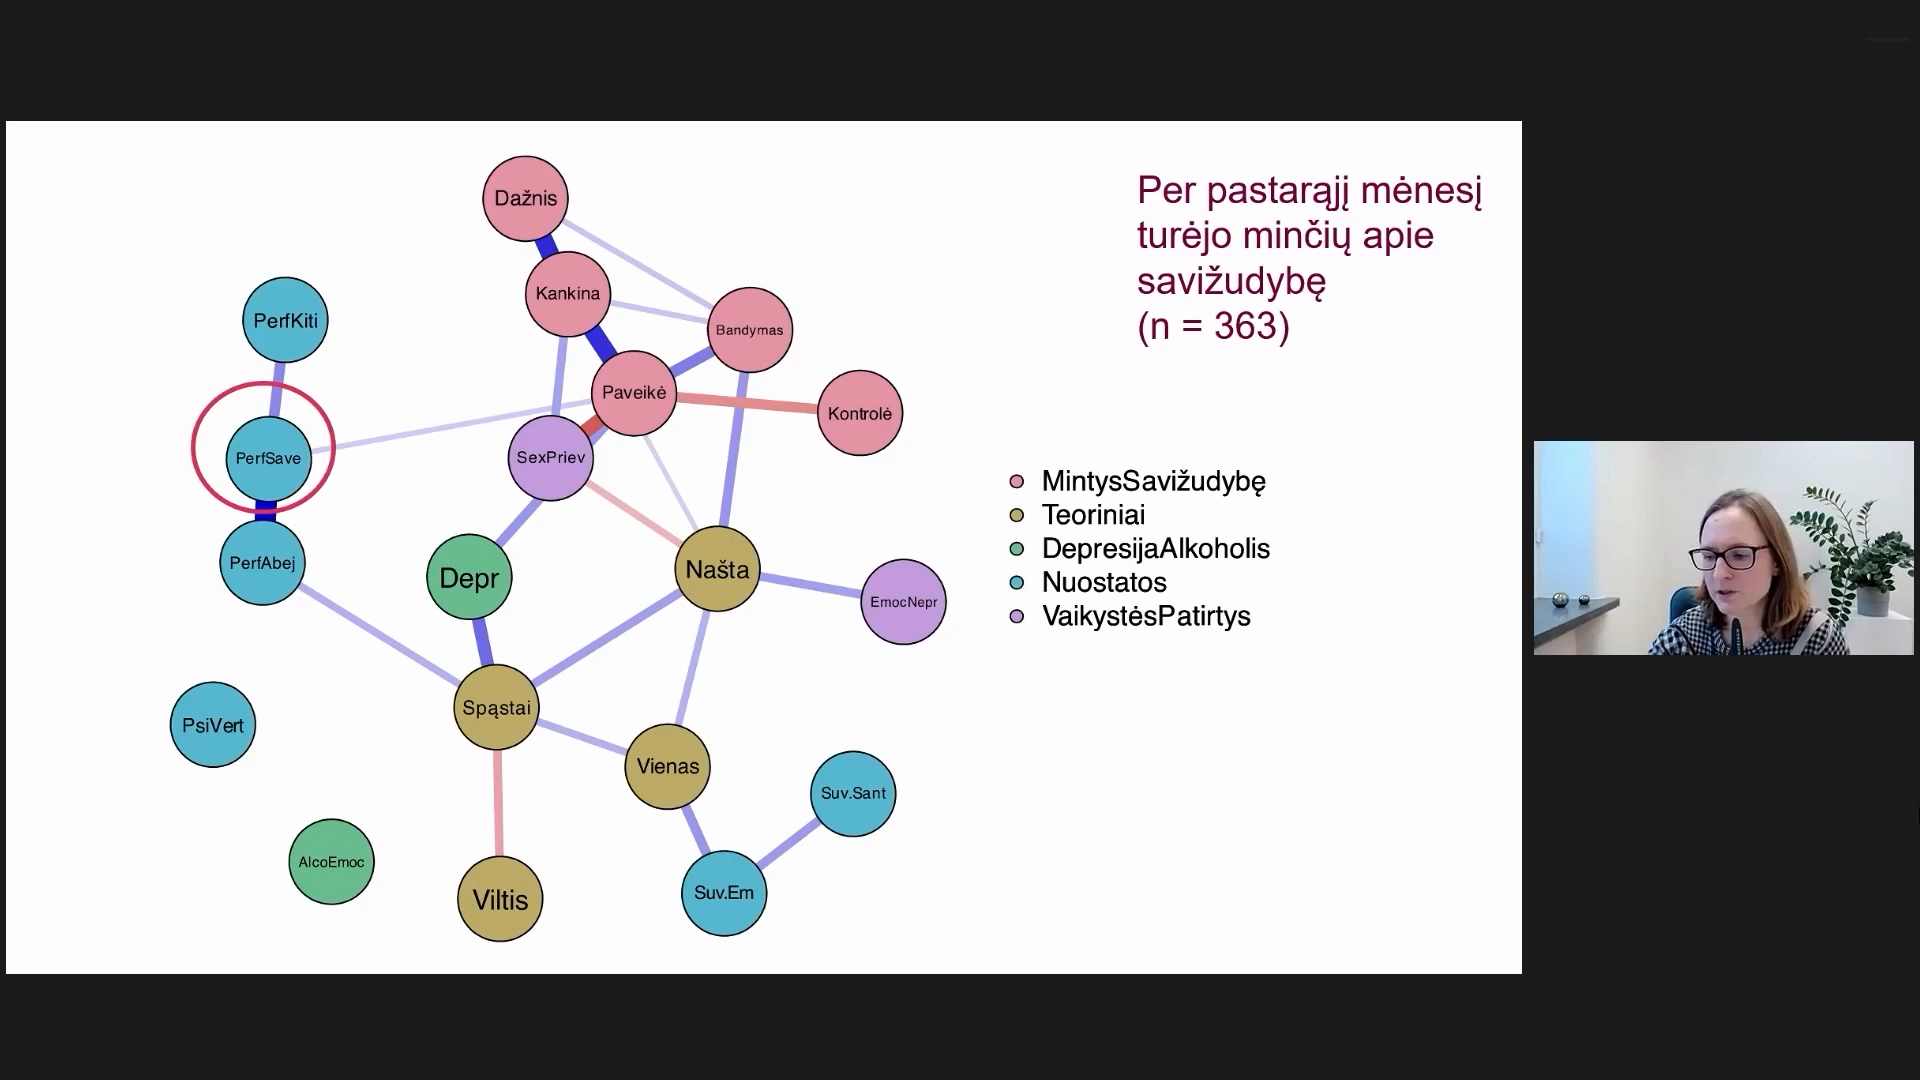 Per pastarąjį mėnesį
turėjo minčių apie
savižudybę
(n = 363)
Dažnis
Kankina
PerfKiti
Bandymas
Paveikė
Kontrolė
PerfSave
SexPriev
PerfAbej
Depr
Našta
EmocNepr
Spąstai
PsiVert
Vienas
Suv.Sant
AlcoEmoc
Viltis
Suv.Em
MintysSavižudybę
Teoriniai
DepresijaAlkoholis
Nuostatos
VaikystėsPatirtys